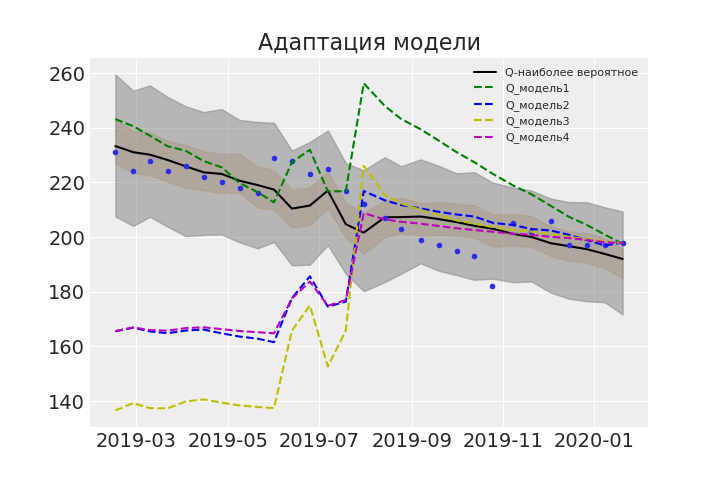 Адаптация модели
Q-наиболее вероятное
Q_модель1
Q_модель2
Q_модель3
Q_модель4
260
240
220
200
180
160
140
2019-03 2019-05 2019-07 2019-09 2019-11 2020-01